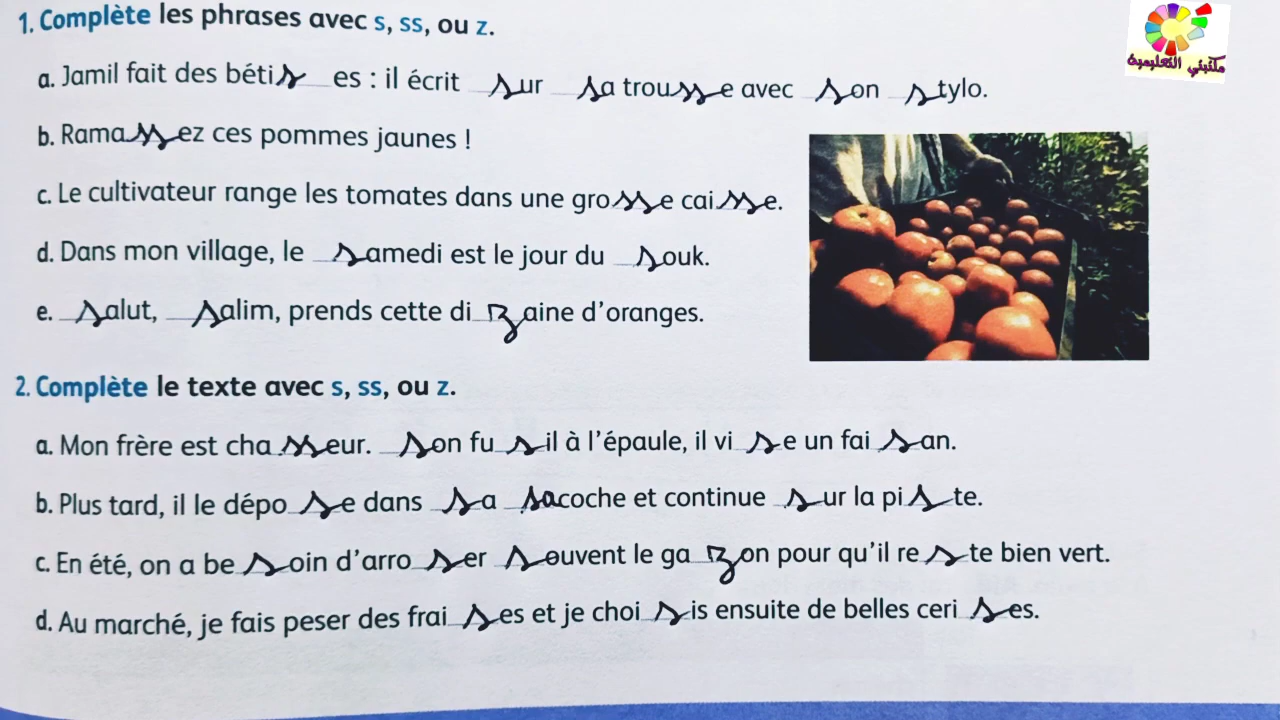 1. Complète les phrases avec s, ss, ou z.
مكتبتي التعليمية
a. Jamil fait des bétises : il écrit sur sa trousse avec son stylo.
b. Ramassez ces pommes jaunes !
c. Le cultivateur range les tomates dans une grosse caisse.
d. Dans mon village, le samedi est le jour du souk.
e. Salut, Salim, prends cette dizaine d'oranges.
2. Complète le texte avec s, ss, ou z.
a. Mon frère est chasseur. Son fusil à l'épaule, il vise un faisan.
b. Plus tard, il le dépose dans sa sacoche et continue sur la piste.
c. En été, on a besoin d'arroser souvent le gazon pour qu'il reste bien vert.
d. Au marché, je fais peser des fraises et je choisis ensuite de belles cerises.